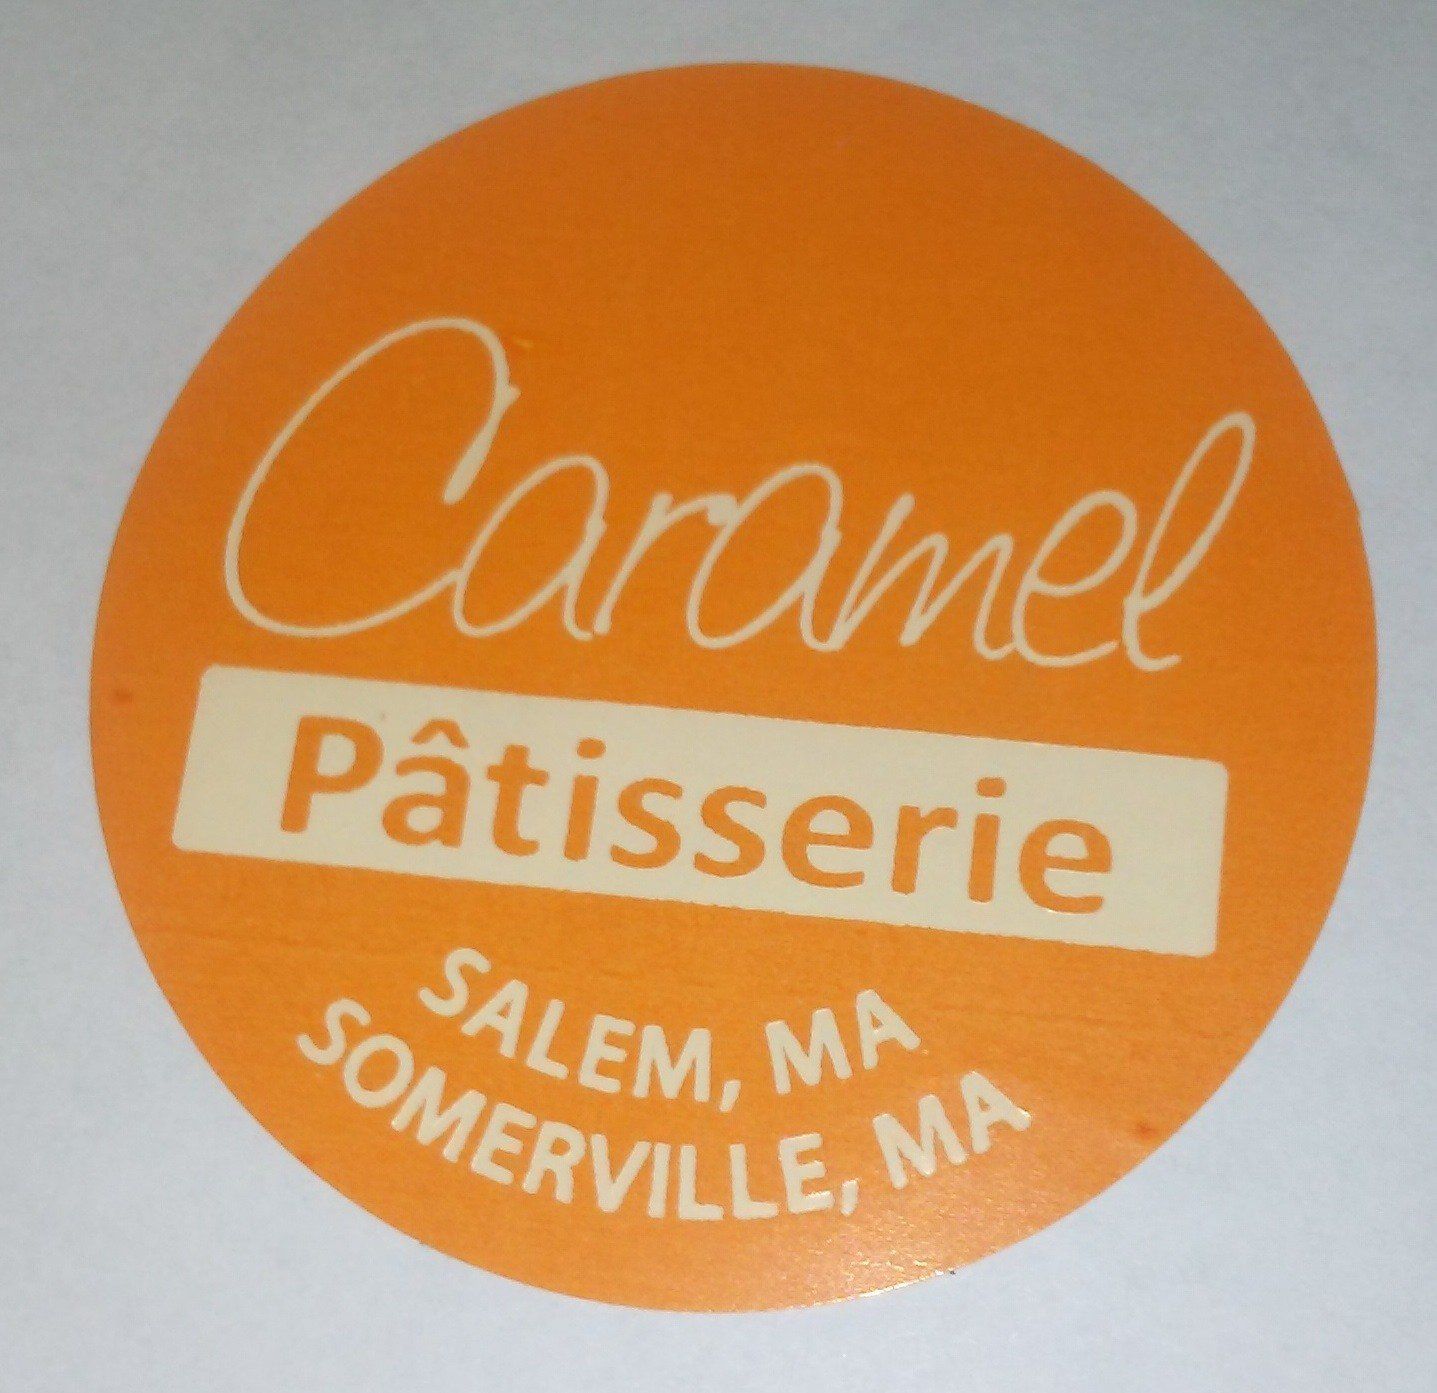 Caramel
Pâtisserie
SALEM, MA
SOMERVILLE, MA